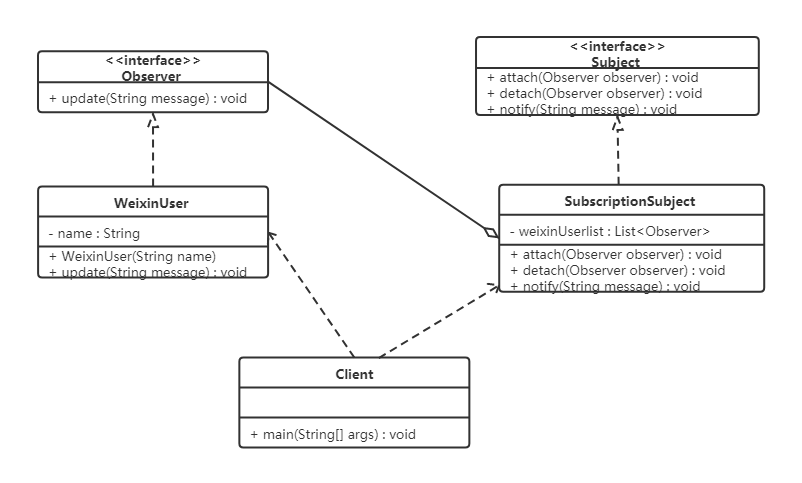 <<interface>>
Observer
+ update(String message) : void
<<interface>>
Subject
+ attach(Observer observer) : void
+ detach(Observer observer) : void
+ notify(String message) : void
WeixinUser
- name : String
+ WeixinUser(String name)
+ update(String message) : void
SubscriptionSubject
- weixinUserlist : List<Observer>
+ attach(Observer observer) : void
+ detach(Observer observer) : void
+ notify(String message) : void
Client
+ main(String[] args) : void